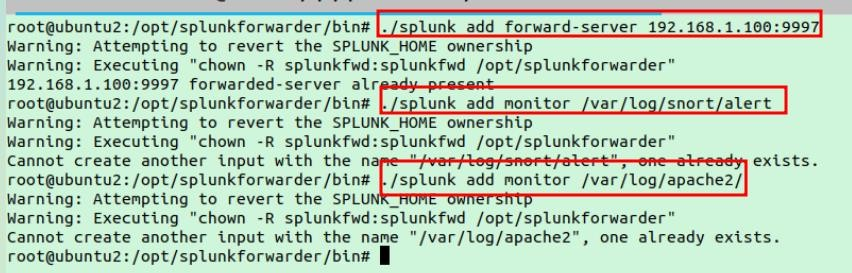 root@ubuntu2:/opt/splunkforwarder/bin# ./splunk add forward-server 192.168.1.100:9997
Warning: Attempting to revert the SPLUNK_HOME ownership
Warning: Executing "chown -R splunkfwd:splunkfwd /opt/splunkforwarder"
192.168.1.100:9997 forwarded-server already present
root@ubuntu2:/opt/splunkforwarder/bin# ./splunk add monitor /var/log/snort/alert
Warning: Attempting to revert the SPLUNK_HOME ownership
Warning: Executing "chown -R splunkfwd:splunkfwd /opt/splunkforwarder"
Cannot create another input with the name "/var/log/snort/alert", one already exists.
root@ubuntu2:/opt/splunkforwarder/bin# ./splunk add monitor /var/log/apache2/
Warning: Attempting to revert the SPLUNK_HOME ownership
Warning: Executing "chown -R splunkfwd:splunkfwd /opt/splunkforwarder"
Cannot create another input with the name "/var/log/apache2", one already exists.
root@ubuntu2:/opt/splunkforwarder/bin#